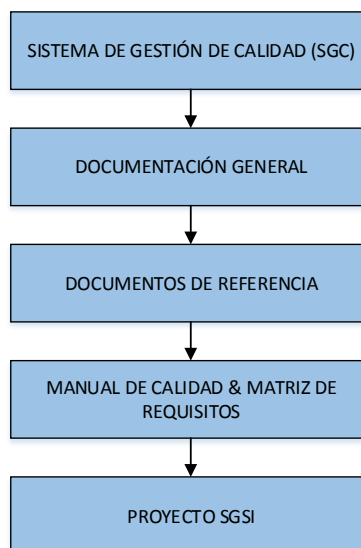 SISTEMA DE GESTIÓN DE CALIDAD (SGC)
DOCUMENTACIÓN GENERAL
DOCUMENTOS DE REFERENCIA
MANUAL DE CALIDAD & MATRIZ DE
REQUISITOS
PROYECTO SGSI